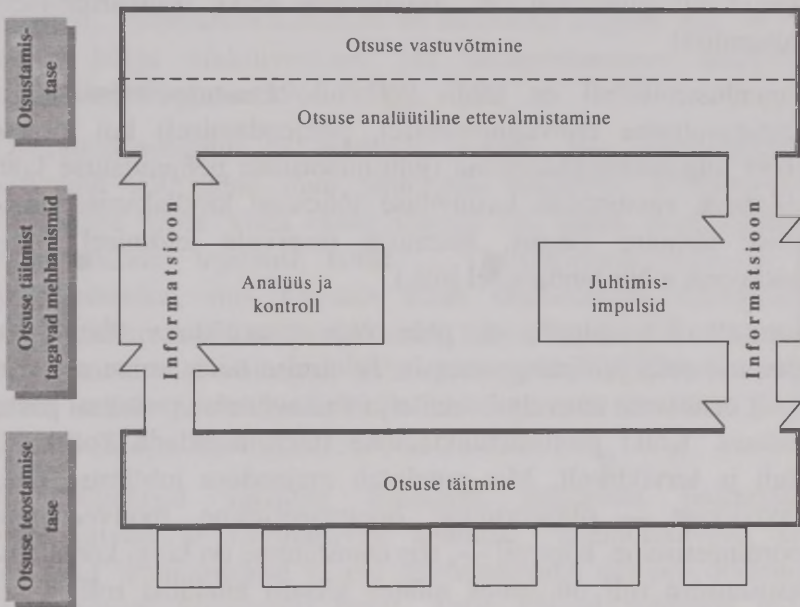 Otsustamis-
tase
Otsuse vastuvõtmine
Otsuse analüütiline ettevalmistamine
Otsuse täitmist
tagavad mehhanismid
Informatsioon
Analüüs ja
kontroll
Juhtimis-
impulsid
Informatsioon
Otsuse teostamise
tase
Otsuse täitmine